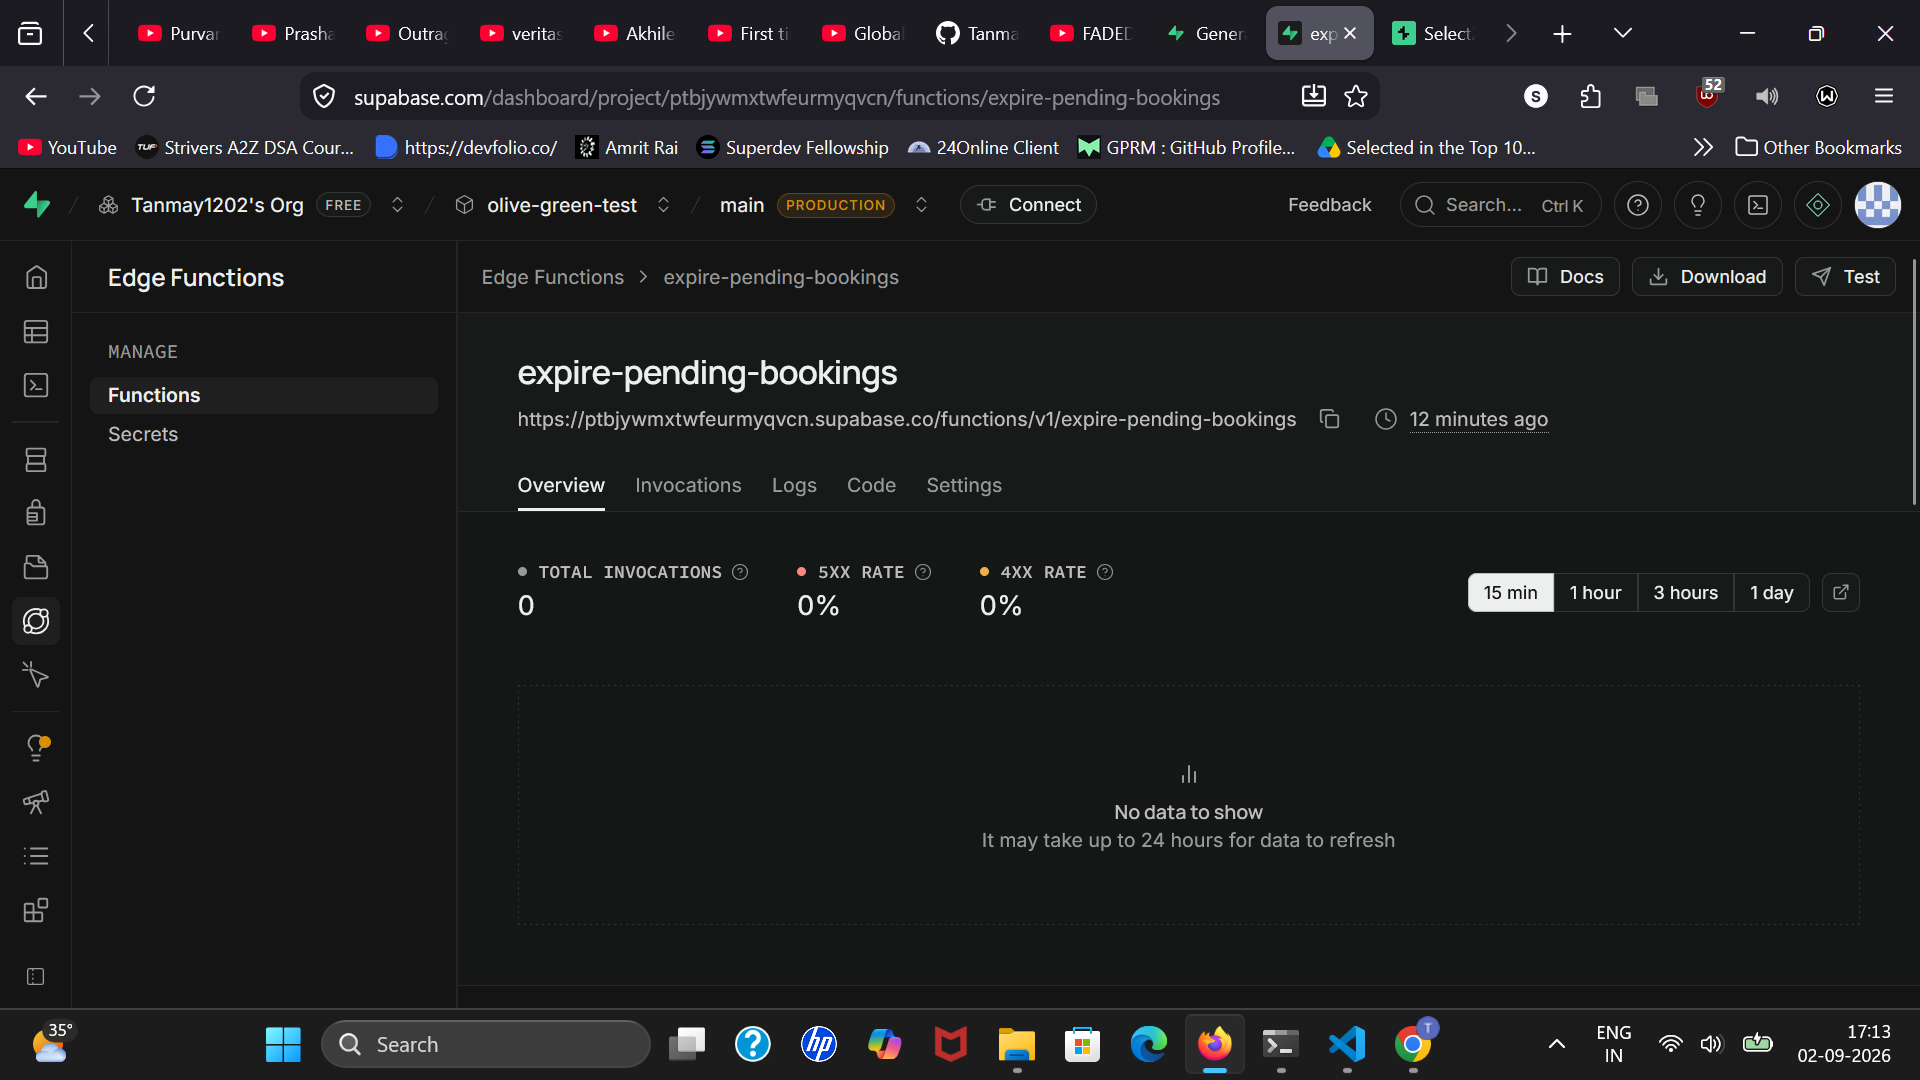 Purvar
Prasha
Outra
veritas
Akhile
First ti
Global
Tanma
FADED
Gener
exp
Select
supabase.com/dashboard/project/ptbjywmxtwfeurmyqvcn/functions/expire-pending-bookings
S
52
YouTube
TUF
Strivers A2Z DSA Cour...
https://devfolio.co/
Amrit Rai
Superdev Fellowship
24Online Client
GPRM : GitHub Profile...
Selected in the Top 10...
Other Bookmarks
Tanmay1202's Org
FREE
olive-green-test
main
PRODUCTION
Connect
Feedback
Search...
Ctrl K
Edge Functions
Edge Functions > expire-pending-bookings
Docs
Download
Test
MANAGE
Functions
Secrets
expire-pending-bookings
https://ptbjywmxtwfeurmyqvcn.supabase.co/functions/v1/expire-pending-bookings
12 minutes ago
Overview
Invocations
Logs
Code
Settings
TOTAL INVOCATIONS
0
5XX RATE
0%
4XX RATE
0%
15 min
1 hour
3 hours
1 day
No data to show
It may take up to 24 hours for data to refresh
35°
Search
hp
T
ENG
IN
17:13
02-09-2026